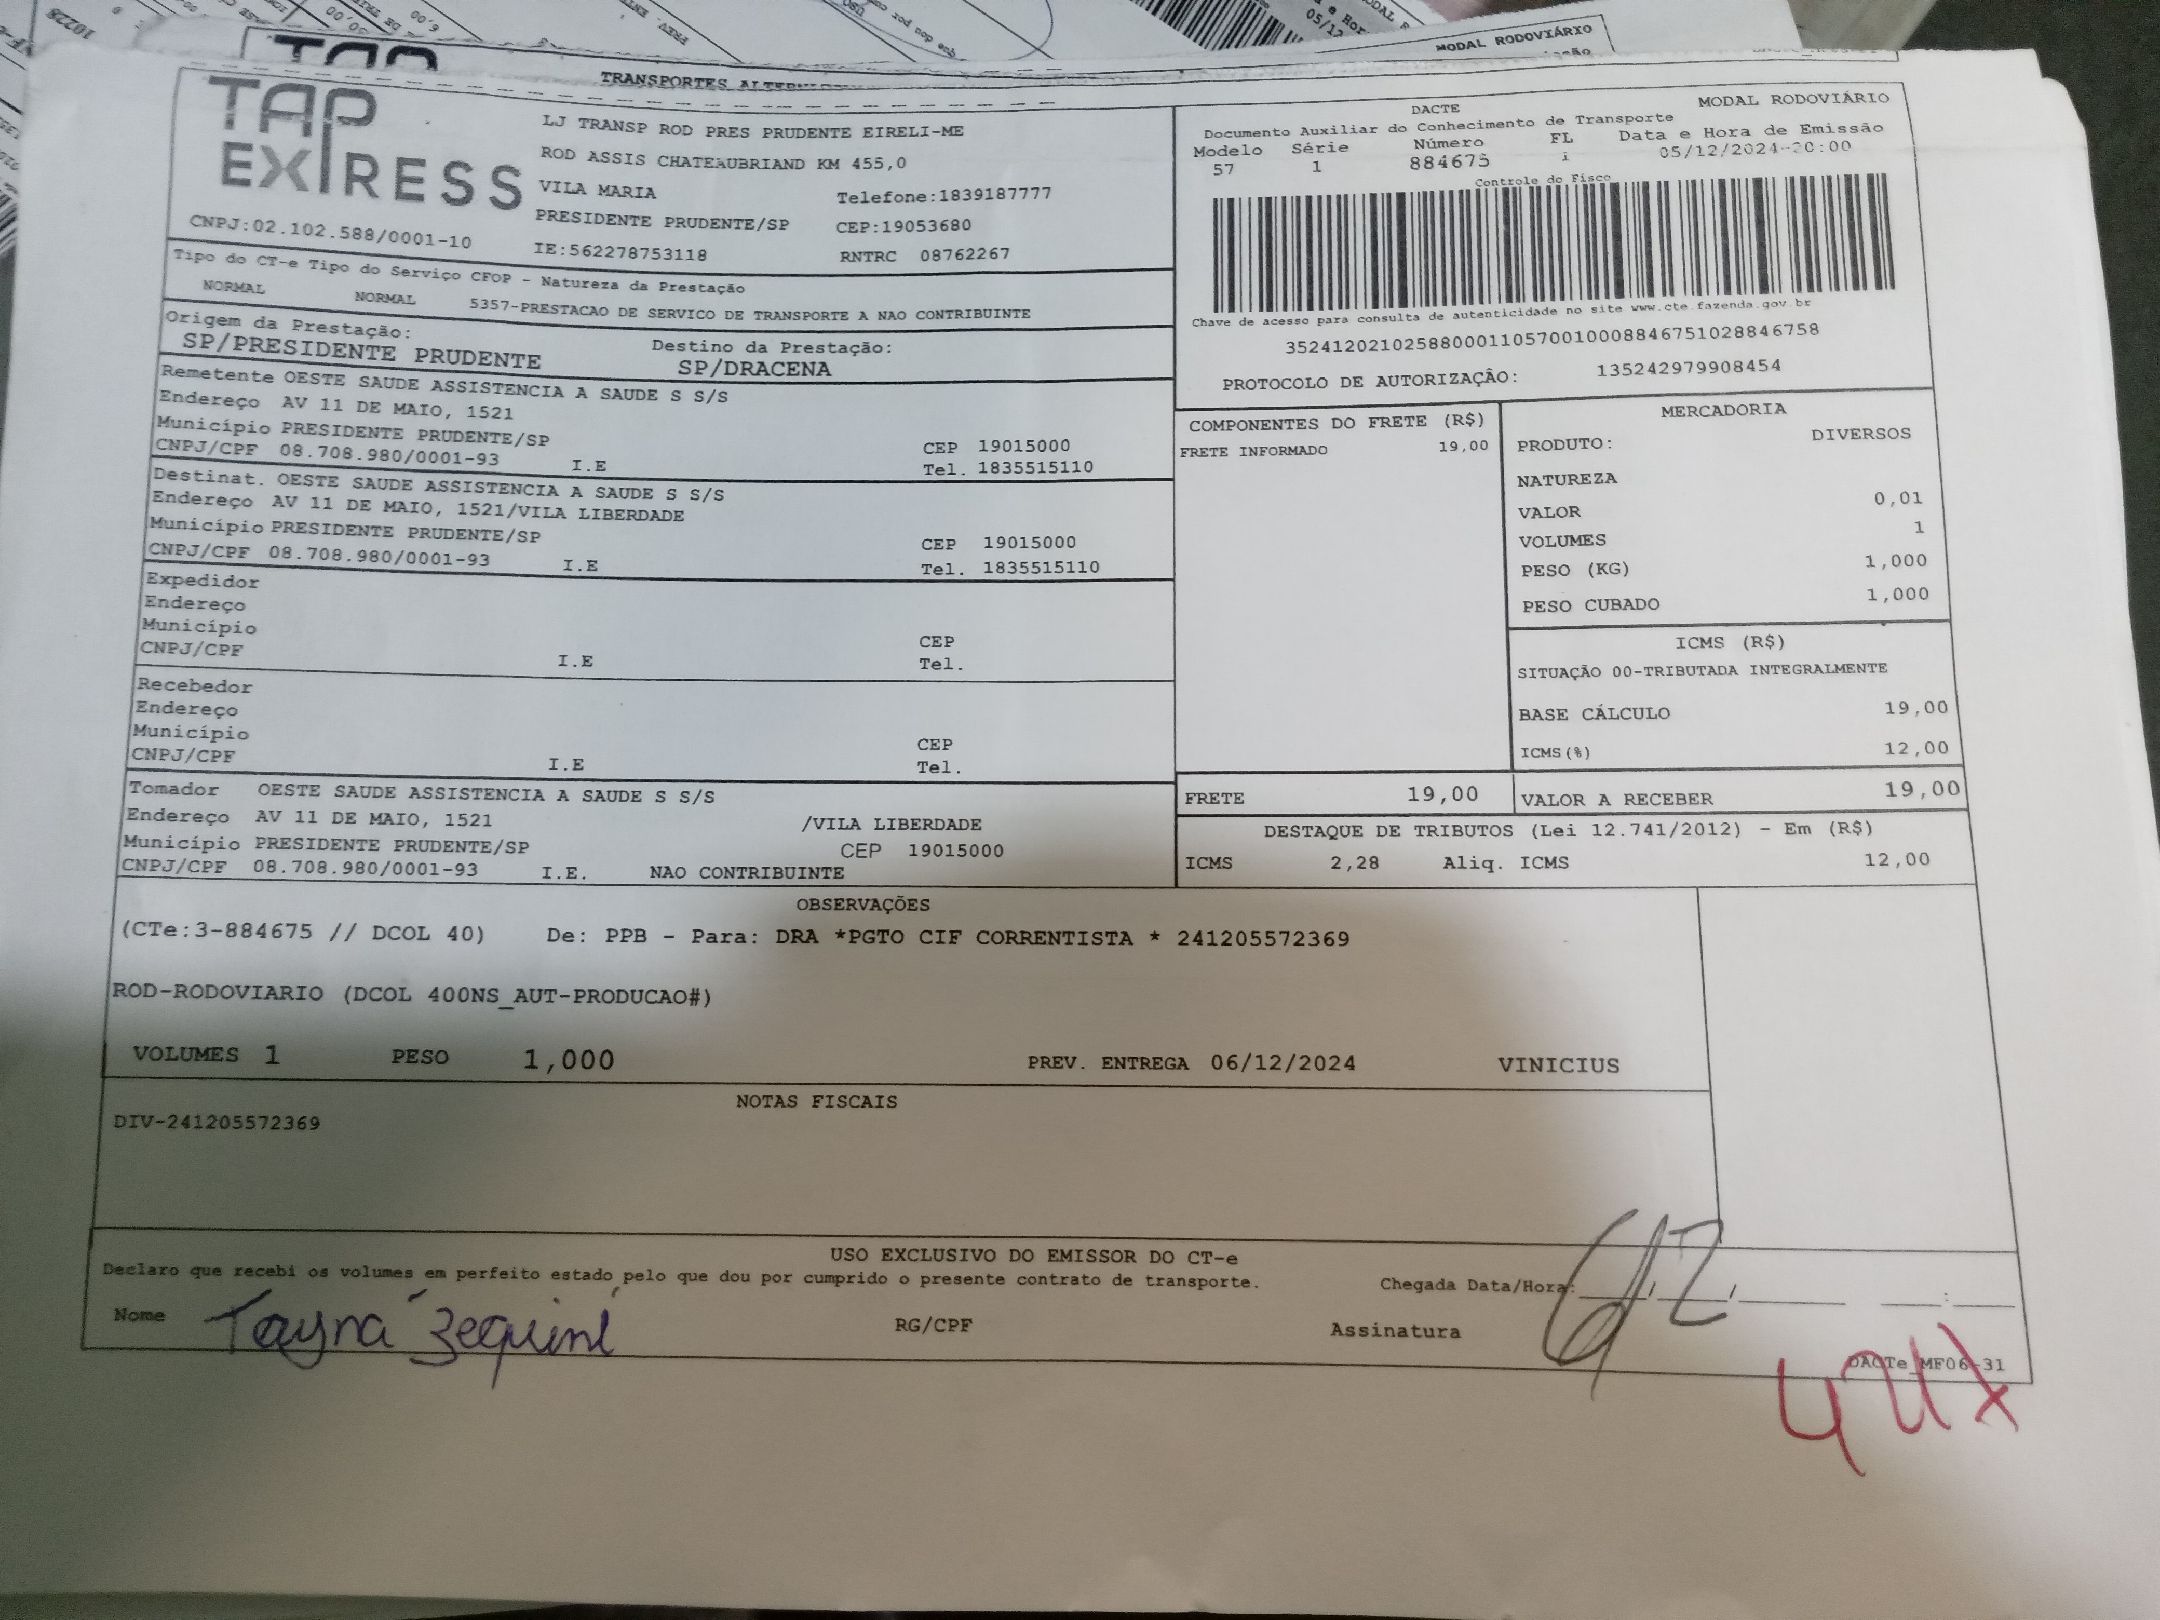 TRANSPORTES
MODAL RODOVIÁRIO
TAP EXPRESS
CNPJ:02.102.588/0001-10
LJ TRANSP ROD PRES PRUDENTE EIRELI-ME
ROD ASSIS CHATEAUBRIAND KM 455,0
VILA MARIA Telefone:1839187777
PRESIDENTE PRUDENTE/SP CEP:19053680
IE:562278753118 RNTRC 08762267
DACTE MODAL RODOVIÁRIO
Documento Auxiliar do Conhecimento de Transporte
Modelo Série Número FL Data e Hora de Emissão
57 1 884675 1 05/12/2024-20:00
Controle do Fisco
Chave de acesso para consulta de autenticidade no site www.cte.fazenda.gov.br
35241202102588000110570010008846751028846758
PROTOCOLO DE AUTORIZAÇÃO: 135242979908454
Tipo do CT-e Tipo do Serviço CFOP - Natureza da Prestação
NORMAL NORMAL 5357-PRESTACAO DE SERVICO DE TRANSPORTE A NAO CONTRIBUINTE
Origem da Prestação: Destino da Prestação:
SP/PRESIDENTE PRUDENTE SP/DRACENA
Remetente OESTE SAUDE ASSISTENCIA A SAUDE S S/S
Endereço AV 11 DE MAIO, 1521
Município PRESIDENTE PRUDENTE/SP CEP 19015000
CNPJ/CPF 08.708.980/0001-93 I.E Tel. 1835515110
Destinat. OESTE SAUDE ASSISTENCIA A SAUDE S S/S
Endereço AV 11 DE MAIO, 1521/VILA LIBERDADE
Município PRESIDENTE PRUDENTE/SP CEP 19015000
CNPJ/CPF 08.708.980/0001-93 I.E Tel. 1835515110
Expedidor
Endereço
Município CEP
CNPJ/CPF I.E Tel.
Recebedor
Endereço
Município CEP
CNPJ/CPF I.E Tel.
Tomador OESTE SAUDE ASSISTENCIA A SAUDE S S/S
Endereço AV 11 DE MAIO, 1521 /VILA LIBERDADE
Município PRESIDENTE PRUDENTE/SP CEP 19015000
CNPJ/CPF 08.708.980/0001-93 I.E. NAO CONTRIBUINTE
COMPONENTES DO FRETE (R$)
FRETE INFORMADO 19,00
MERCADORIA
PRODUTO: DIVERSOS
NATUREZA
VALOR 0,01
VOLUMES 1
PESO (KG) 1,000
PESO CUBADO 1,000
ICMS (R$)
SITUAÇÃO 00-TRIBUTADA INTEGRALMENTE
BASE CÁLCULO 19,00
ICMS(%) 12,00
FRETE 19,00 VALOR A RECEBER 19,00
DESTAQUE DE TRIBUTOS (Lei 12.741/2012) - Em (R$)
ICMS 2,28 Aliq. ICMS 12,00
OBSERVAÇÕES
(CTe:3-884675 // DCOL 40) De: PPB - Para: DRA *PGTO CIF CORRENTISTA * 241205572369
ROD-RODOVIARIO (DCOL 400NS_AUT-PRODUCAO#)
VOLUMES 1 PESO 1,000 PREV. ENTREGA 06/12/2024 VINICIUS
NOTAS FISCAIS
DIV-241205572369
USO EXCLUSIVO DO EMISSOR DO CT-e
Declaro que recebi os volumes em perfeito estado pelo que dou por cumprido o presente contrato de transporte. Chegada Data/Hora: / / :
Nome Tayná Zequini RG/CPF Assinatura
DACTe_MF06-31